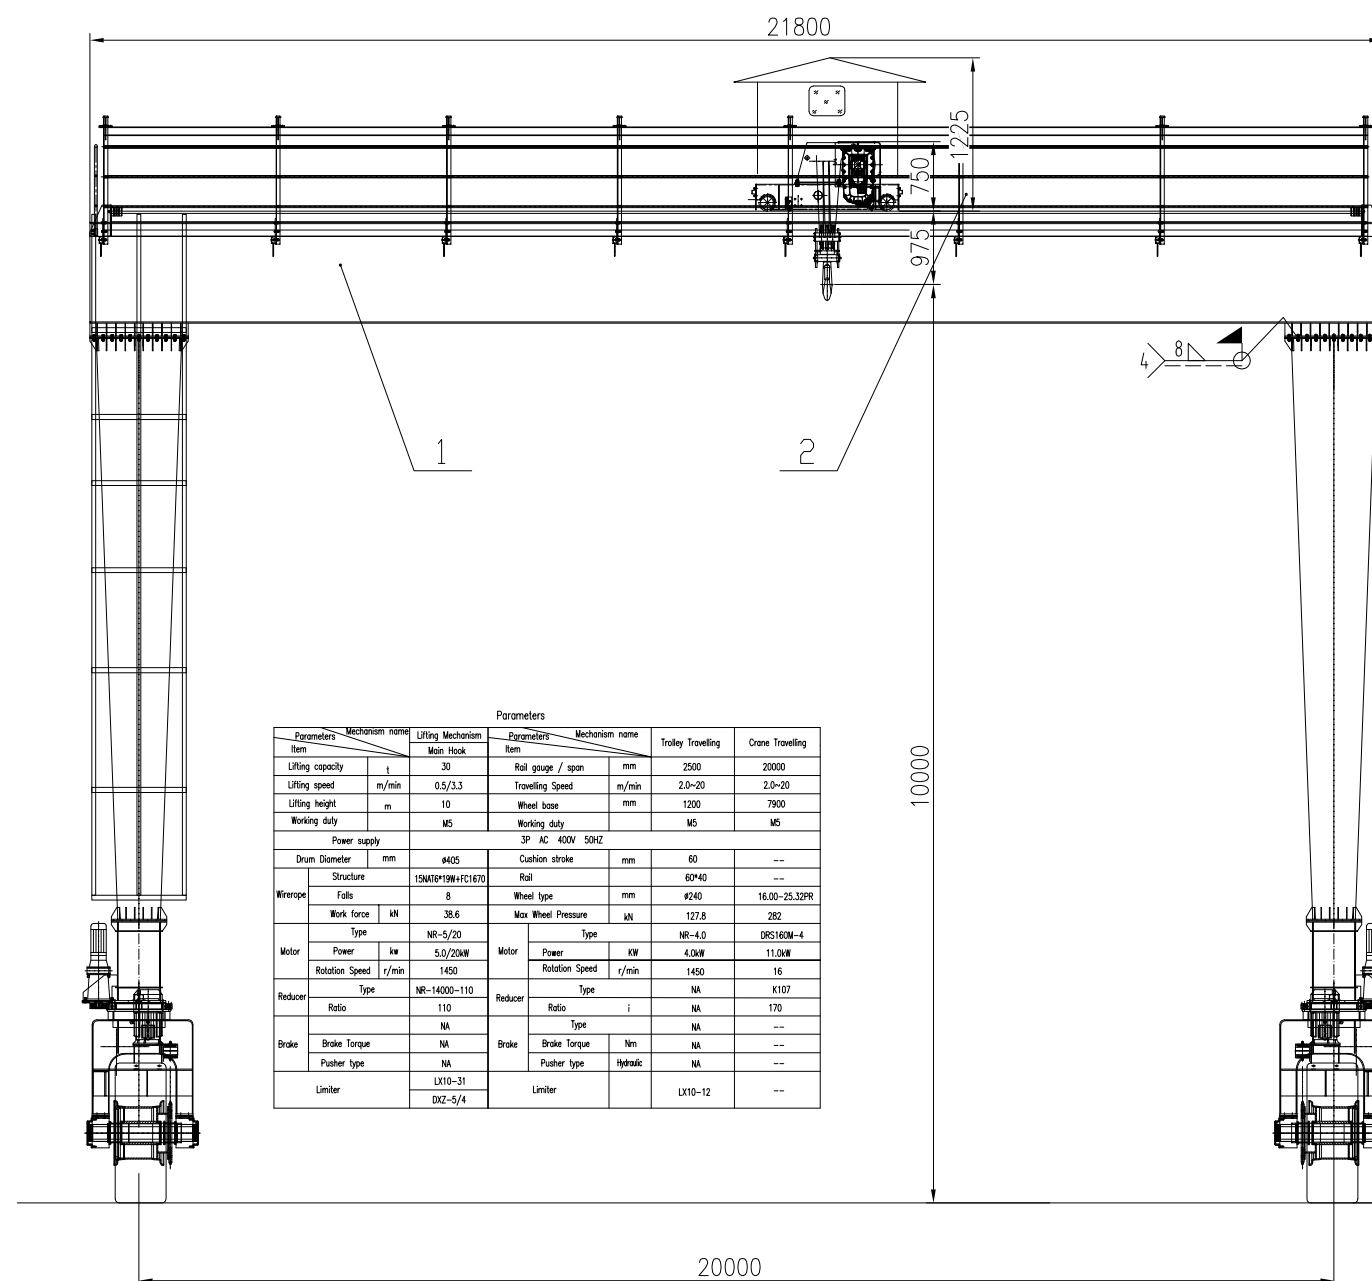 21800
1225
750
975
4
8
1
2
10000
Parameters
Parameters Mechanism name Lifting Mechanism Parameters Mechanism name Trolley Travelling Crane Travelling
Item Main Hook Item
Lifting capacity t 30 Rail gauge / span mm 2500 20000
Lifting speed m/min 0.5/3.3 Travelling Speed m/min 2.0~20 2.0~20
Lifting height m 10 Wheel base mm 1200 7900
Working duty M5 Working duty M5 M5
Power supply 3P AC 400V 50HZ
Drum Diameter mm ø405 Cushion stroke mm 60 --
Wirerope Structure 15NAT6*19W+FC1670 Rail 60*40
Falls 8 Wheel type mm ø240 16.00-25.32PR
Work force kN 38.6 Max Wheel Pressure kN 127.8 282
Motor Type NR-5/20 Motor Type NR-4.0 DRS160M-4
Power kw 5.0/20kW Power KW 4.0kW 11.0kW
Rotation Speed r/min 1450 Rotation Speed r/min 1450 16
Reducer Type NR-14000-110 Reducer Type NA K107
Ratio 110 Ratio i NA 170
Brake NA Brake Type NA --
Brake Torque NA Brake Torque Nm NA --
Pusher type NA Pusher type Hydraulic NA --
Limiter LX10-31 Limiter LX10-12 --
DXZ-5/4
20000